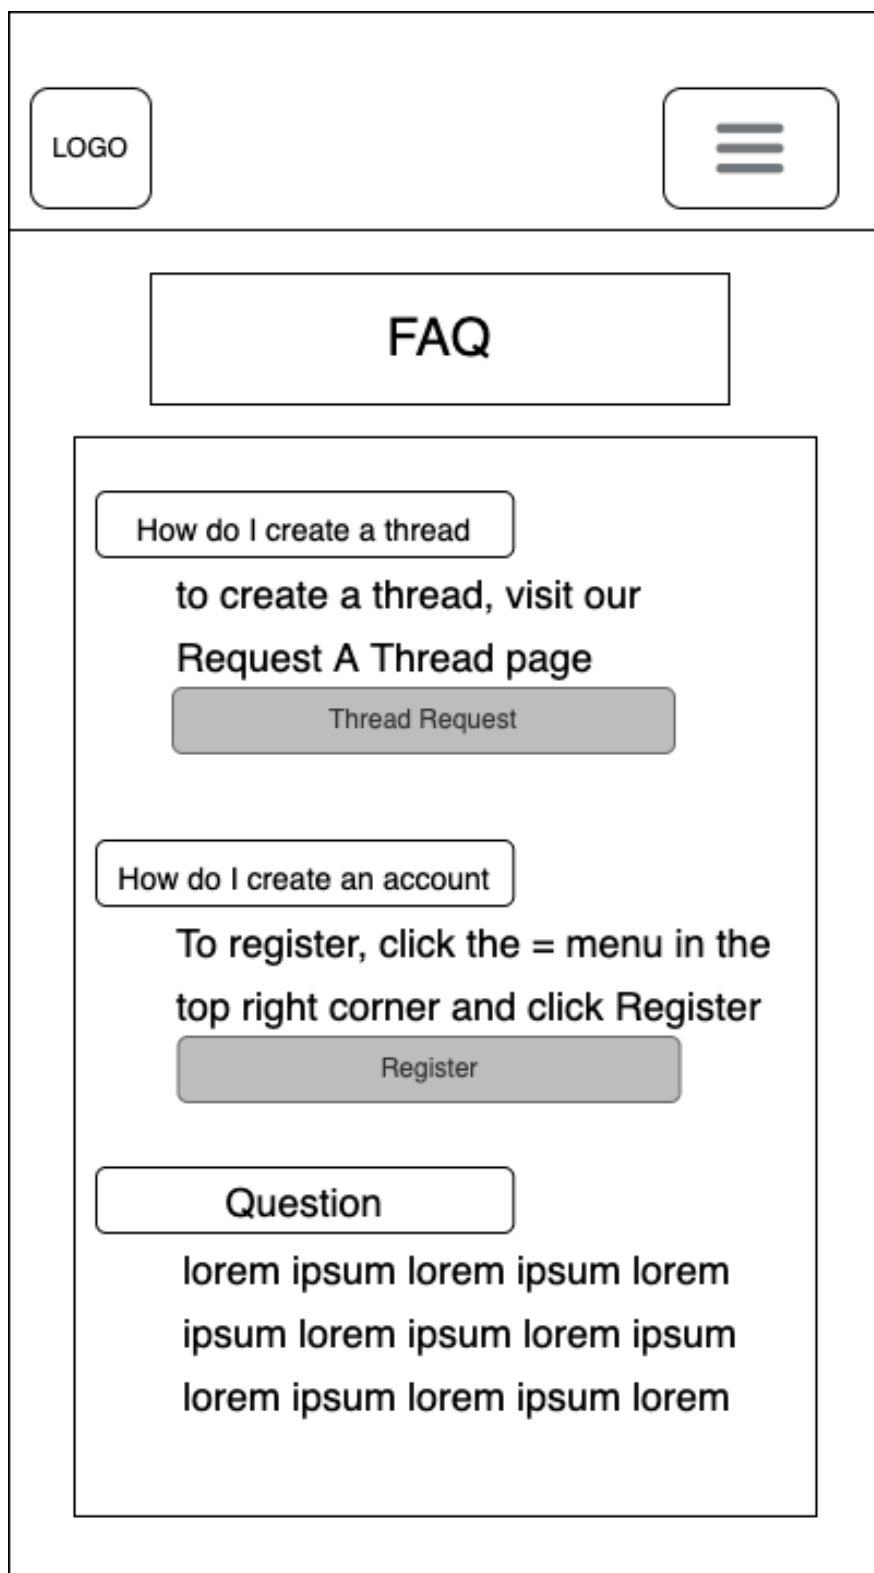 LOGO
FAQ
How do I create a thread
to create a thread, visit our
Request A Thread page
Thread Request
How do I create an account
To register, click the = menu in the
top right corner and click Register
Register
Question
lorem ipsum lorem ipsum lorem
ipsum lorem ipsum lorem ipsum
lorem ipsum lorem ipsum lorem